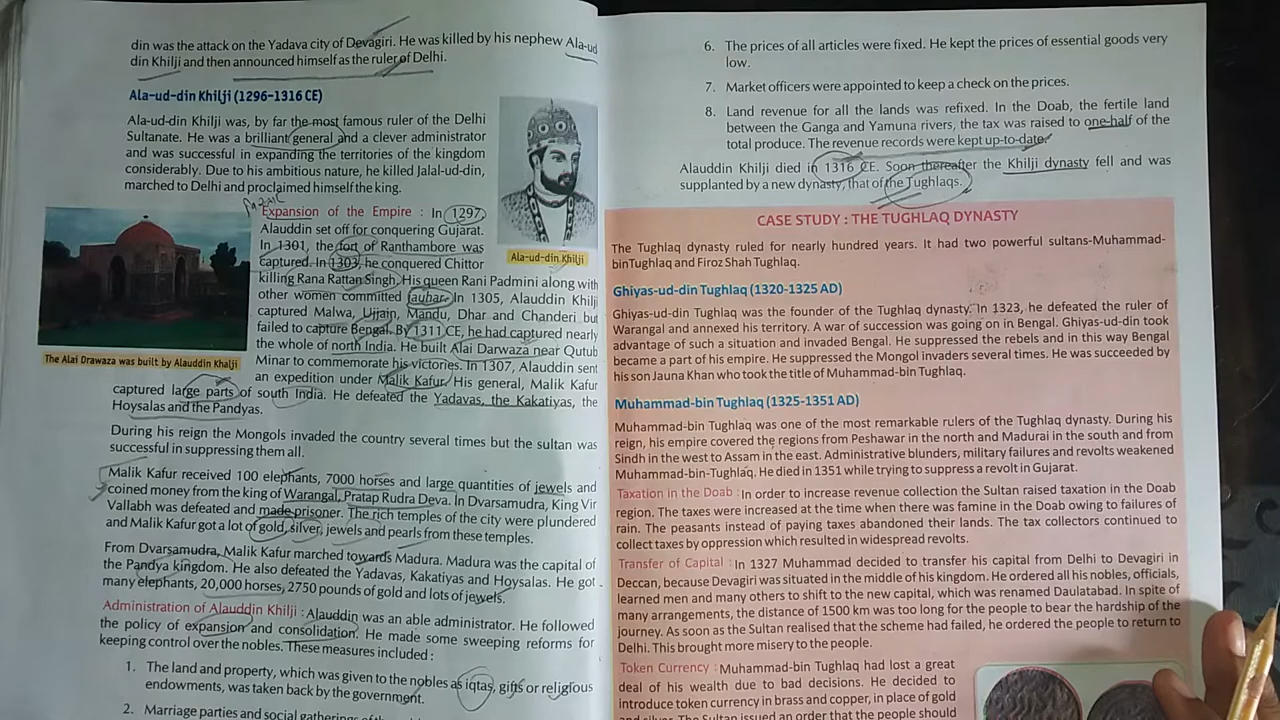 din was the attack on the Yadava city of Devagiri. He was killed by his nephew Ala-ud
din Khilji and then announced himself as the ruler of Delhi.
Ala-ud-din Khilji (1296-1316 CE)
Ala-ud-din Khilji was, by far the most famous ruler of the Delhi
Sultanate. He was a brilliant general and a clever administrator
and was successful in expanding the territories of the kingdom
considerably. Due to his ambitious nature, he killed Jalal-ud-din,
marched to Delhi and proclaimed himself the king.
Expansion of the Empire : In 1297,
Alauddin set off for conquering Gujarat.
In 1301, the fort of Ranthambore was
captured. In 1303, he conquered Chittor
killing Rana Rattan Singh. His queen Rani Padmini along with
other women committed jauhar. In 1305, Alauddin Khilji
captured Malwa, Ujjain, Mandu, Dhar and Chanderi but
failed to capture Bengal. By 1311 CE, he had captured nearly
the whole of north India. He built Alai Darwaza near Qutub
Minar to commemorate his victories. In 1307, Alauddin sent
an expedition under Malik Kafur. His general, Malik Kafur
captured large parts of south India. He defeated the Yadavas, the Kakatiyas, the
Hoysalas and the Pandyas.
Ala-ud-din Khilji
The Alai Drawaza was built by Alauddin Khalji
During his reign the Mongols invaded the country several times but the sultan was
successful in suppressing them all.
Malik Kafur received 100 elephants, 7000 horses and large quantities of jewels and
coined money from the king of Warangal, Pratap Rudra Deva. In Dvarsamudra, King Vir
Vallabh was defeated and made prisoner. The rich temples of the city were plundered
and Malik Kafur got a lot of gold, silver, jewels and pearls from these temples.
From Dvarsamudra, Malik Kafur marched towards Madura. Madura was the capital of
the Pandya kingdom. He also defeated the Yadavas, Kakatiyas and Hoysalas. He got
many elephants, 20,000 horses, 2750 pounds of gold and lots of jewels.
Administration of Alauddin Khilji : Alauddin was an able administrator. He followed
the policy of expansion and consolidation. He made some sweeping reforms for
keeping control over the nobles. These measures included :
1. The land and property, which was given to the nobles as iqtas, gifts or religious
endowments, was taken back by the government.
2. Marriage parties and social gatherings of the
6. The prices of all articles were fixed. He kept the prices of essential goods very
low.
7. Market officers were appointed to keep a check on the prices.
8. Land revenue for all the lands was refixed. In the Doab, the fertile land
between the Ganga and Yamuna rivers, the tax was raised to one-half of the
total produce. The revenue records were kept up-to-date.
Alauddin Khilji died in 1316 CE. Soon thereafter the Khilji dynasty fell and was
supplanted by a new dynasty, that of the Tughlaqs.
CASE STUDY : THE TUGHLAQ DYNASTY
The Tughlaq dynasty ruled for nearly hundred years. It had two powerful sultans-Muhammad-
binTughlaq and Firoz Shah Tughlaq.
Ghiyas-ud-din Tughlaq (1320-1325 AD)
Ghiyas-ud-din Tughlaq was the founder of the Tughlaq dynasty. In 1323, he defeated the ruler of
Warangal and annexed his territory. A war of succession was going on in Bengal. Ghiyas-ud-din took
advantage of such a situation and invaded Bengal. He suppressed the rebels and in this way Bengal
became a part of his empire. He suppressed the Mongol invaders several times. He was succeeded by
his son Jauna Khan who took the title of Muhammad-bin Tughlaq.
Muhammad-bin Tughlaq (1325-1351 AD)
Muhammad-bin Tughlaq was one of the most remarkable rulers of the Tughlaq dynasty. During his
reign, his empire covered the regions from Peshawar in the north and Madurai in the south and from
Sindh in the west to Assam in the east. Administrative blunders, military failures and revolts weakened
Muhammad-bin-Tughlaq. He died in 1351 while trying to suppress a revolt in Gujarat.
Taxation in the Doab : In order to increase revenue collection the Sultan raised taxation in the Doab
region. The taxes were increased at the time when there was famine in the Doab owing to failures of
rain. The peasants instead of paying taxes abandoned their lands. The tax collectors continued to
collect taxes by oppression which resulted in widespread revolts.
Transfer of Capital : In 1327 Muhammad decided to transfer his capital from Delhi to Devagiri in
Deccan, because Devagiri was situated in the middle of his kingdom. He ordered all his nobles, officials,
learned men and many others to shift to the new capital, which was renamed Daulatabad. In spite of
many arrangements, the distance of 1500 km was too long for the people to bear the hardship of the
journey. As soon as the Sultan realised that the scheme had failed, he ordered the people to return to
Delhi. This brought more misery to the people.
Token Currency : Muhammad-bin Tughlaq had lost a great
deal of his wealth due to bad decisions. He decided to
introduce token currency in brass and copper, in place of gold
and silver. The Sultan issued an order that the people should